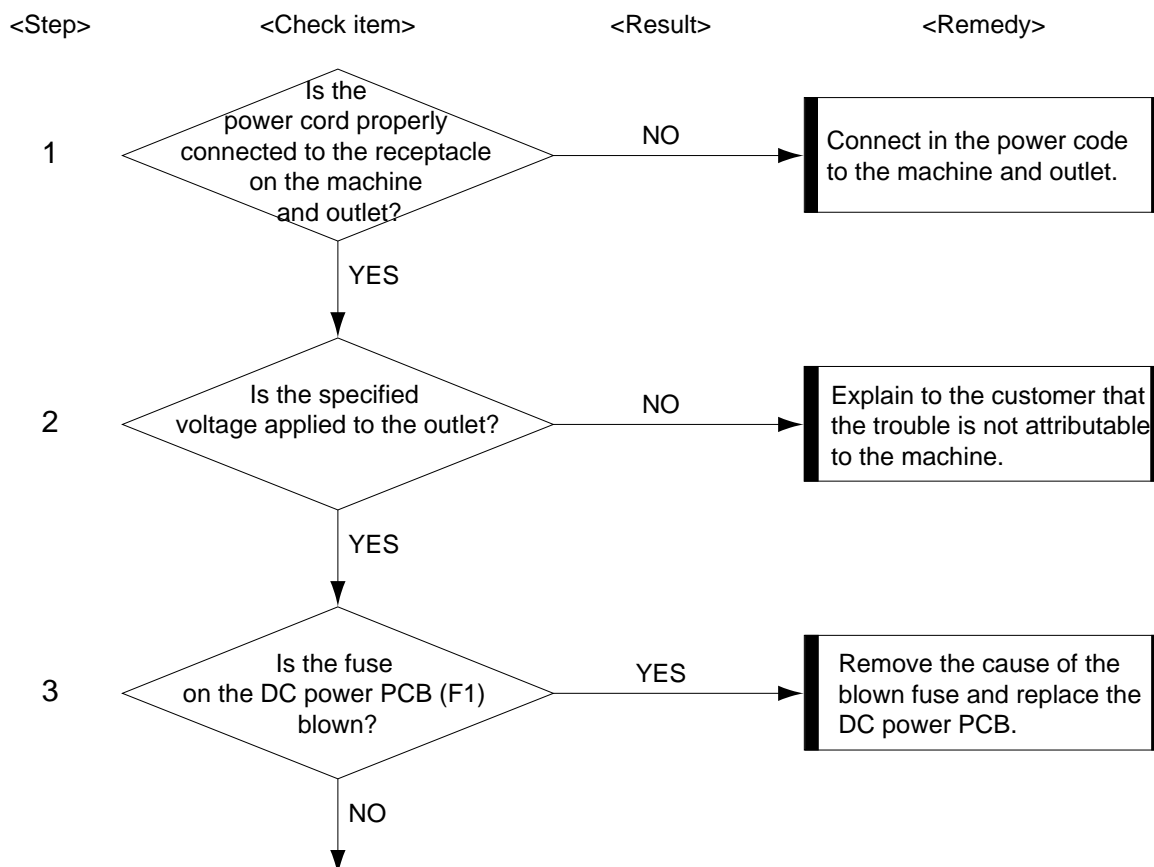 <Step>
<Check item>
<Result>
<Remedy>
1
Is the
power cord properly
connected to the receptacle
on the machine
and outlet?
NO
Connect in the power code
to the machine and outlet.
YES
2
Is the specified
voltage applied to the outlet?
NO
Explain to the customer that
the trouble is not attributable
to the machine.
YES
3
Is the fuse
on the DC power PCB (F1)
blown?
YES
Remove the cause of the
blown fuse and replace the
DC power PCB.
NO